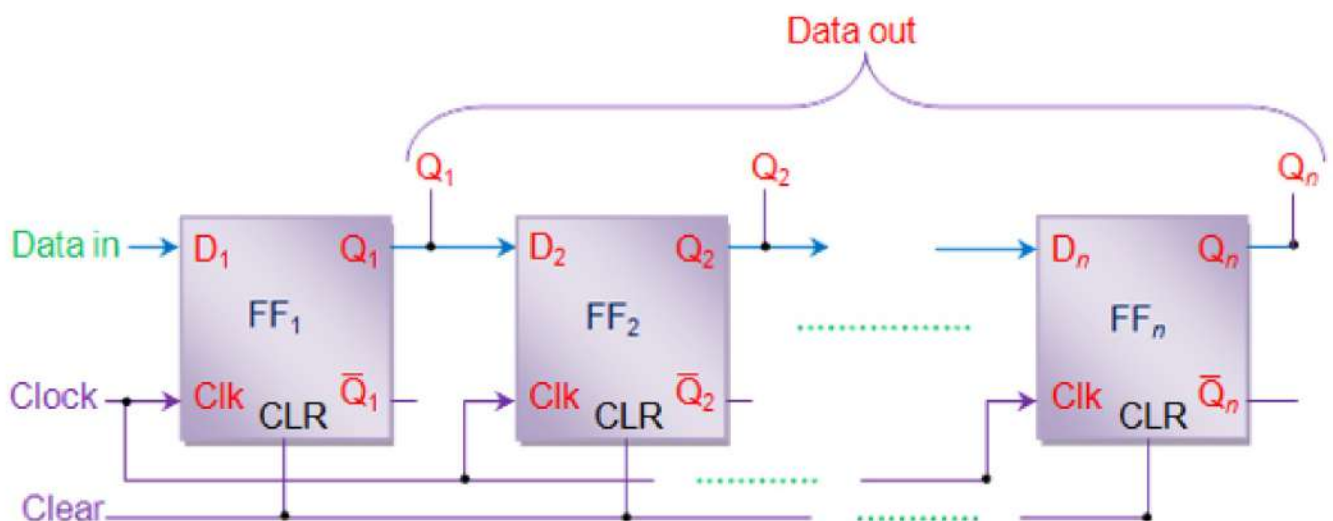 Data out
Q₁ Q₂ Qₙ
Data in D₁ Q₁ D₂ Q₂ Dₙ Qₙ
FF₁ FF₂ FFₙ
Clock Clk Q̅₁ Clk Q̅₂ Clk Q̅ₙ
CLR CLR CLR
Clear